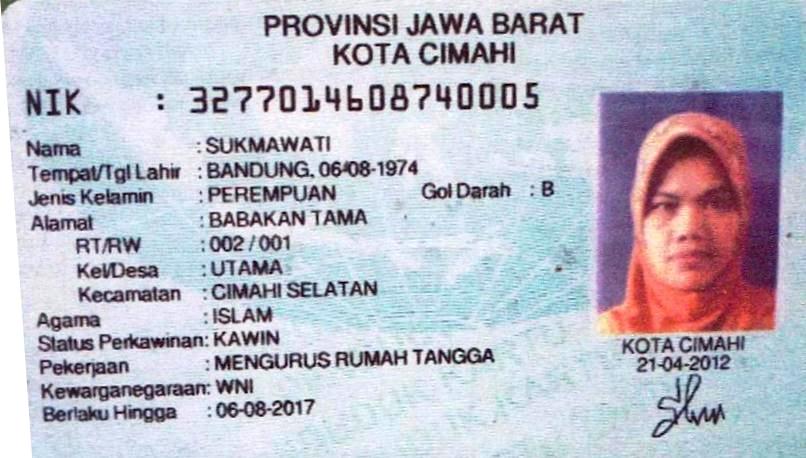 PROVINSI JAWA BARAT
KOTA CIMAHI
NIK : 3277014608740005
Nama : SUKMAWATI
Tempat/Tgl Lahir : BANDUNG, 06-08-1974
Jenis Kelamin : PEREMPUAN Gol Darah : B
Alamat : BABAKAN TAMA
RT/RW : 002 / 001
Kel/Desa : UTAMA
Kecamatan : CIMAHI SELATAN
Agama : ISLAM
Status Perkawinan: KAWIN
Pekerjaan : MENGURUS RUMAH TANGGA
Kewarganegaraan: WNI
Berlaku Hingga : 06-08-2017
KOTA CIMAHI
21-04-2012